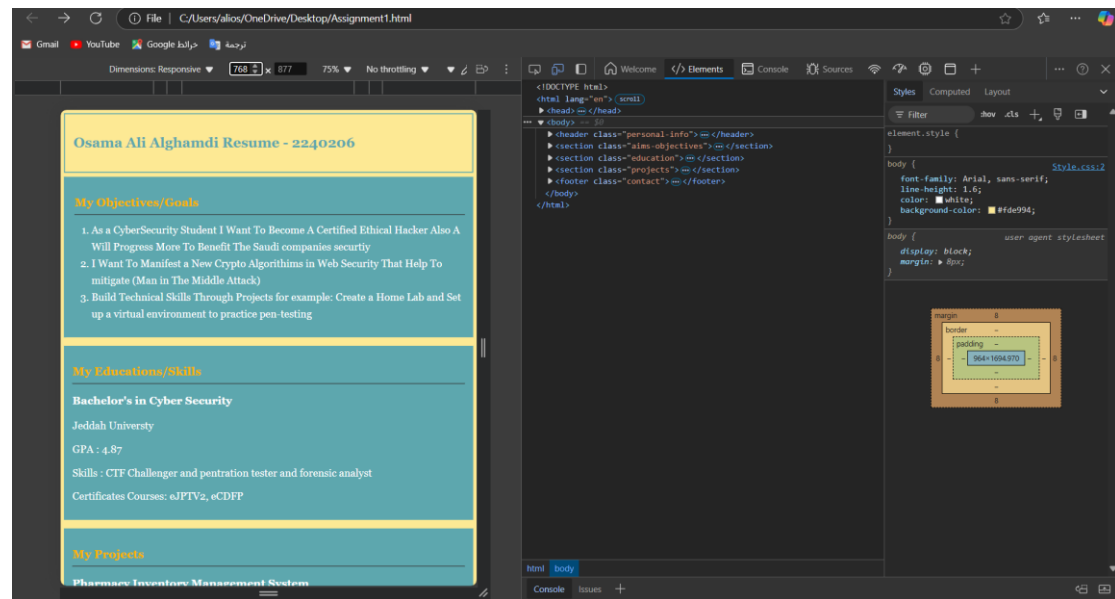 File | C:/Users/alios/OneDrive/Desktop/Assignment1.html
Gmail YouTube خرائط Google ترجمة
Dimensions: Responsive 768 x 877 75% No throttling
Welcome </> Elements Console Sources
<!DOCTYPE html>
<html lang="en"> scroll
<head> </head>
<body> == $0
<header class="personal-info"> </header>
<section class="aims-objectives"> </section>
<section class="education"> </section>
<section class="projects"> </section>
<footer class="contact"> </footer>
</body>
</html>
html body
Console Issues
Styles Computed Layout
Filter :hov .cls
element.style {
}
body { Style.css:2
font-family: Arial, sans-serif;
line-height: 1.6;
color: white;
background-color: #fde994;
}
body { user agent stylesheet
display: block;
margin: 8px;
}
margin 8
border -
padding -
8 - - 964×1694.970 - - 8
-
-
8
Osama Ali Alghamdi Resume - 2240206
My Objectives/Goals
1. As a CyberSecurity Student I Want To Become A Certified Ethical Hacker Also A
Will Progress More To Benefit The Saudi companies securtiy
2. I Want To Manifest a New Crypto Algorithims in Web Security That Help To
mitigate (Man in The Middle Attack)
3. Build Technical Skills Through Projects for example: Create a Home Lab and Set
up a virtual environment to practice pen-testing
My Educations/Skills
Bachelor's in Cyber Security
Jeddah Universty
GPA : 4.87
Skills : CTF Challenger and pentration tester and forensic analyst
Certificates Courses: eJPTV2, eCDFP
My Projects
Pharmacy Inventory Management System